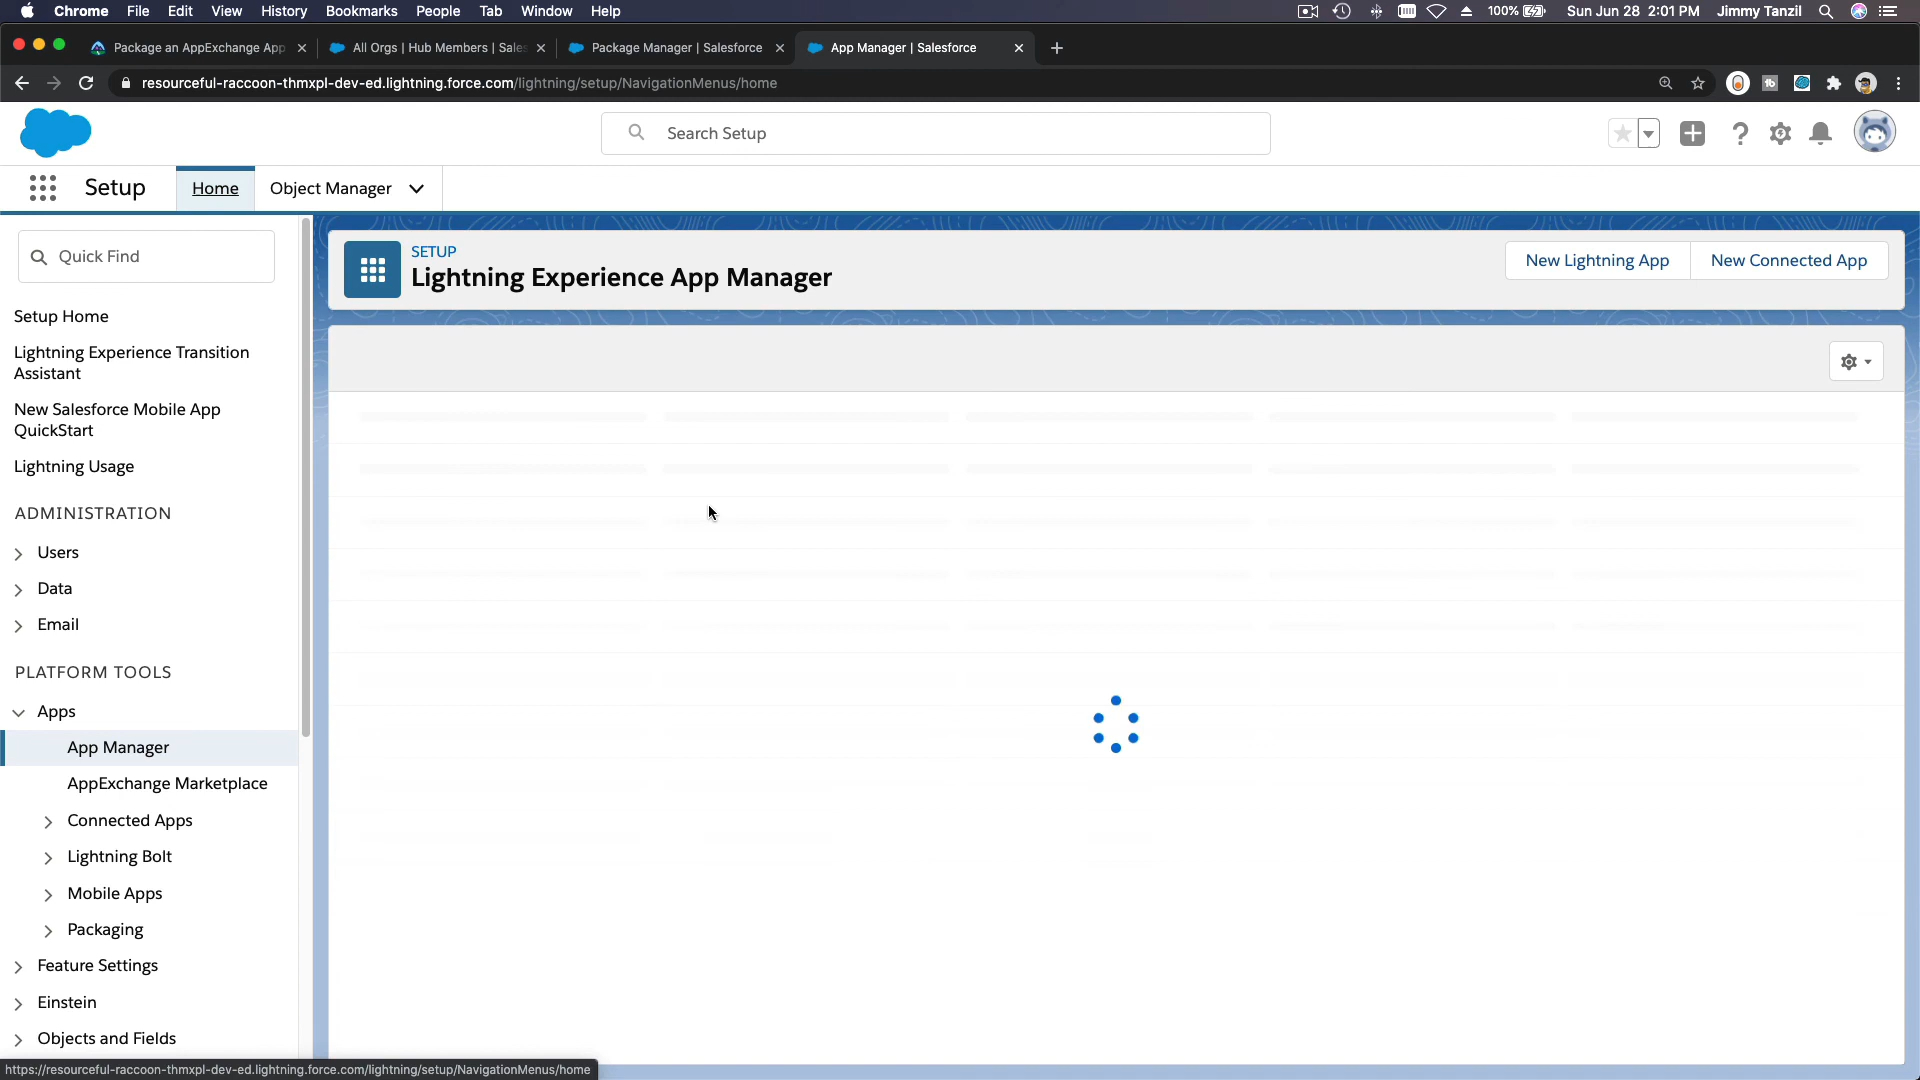 Chrome File Edit View History Bookmarks People Tab Window Help 100% Sun Jun 28 2:01 PM Jimmy Tanzil
Package an AppExchange App All Orgs | Hub Members | Sales Package Manager | Salesforce App Manager | Salesforce
resourceful-raccoon-thmxpl-dev-ed.lightning.force.com/lightning/setup/NavigationMenus/home
Search Setup
Setup Home Object Manager
Quick Find
Setup Home
Lightning Experience Transition
Assistant
New Salesforce Mobile App
QuickStart
Lightning Usage
ADMINISTRATION
Users
Data
Email
PLATFORM TOOLS
Apps
App Manager
AppExchange Marketplace
Connected Apps
Lightning Bolt
Mobile Apps
Packaging
Feature Settings
Einstein
Objects and Fields
SETUP
Lightning Experience App Manager
New Lightning App New Connected App
https://resourceful-raccoon-thmxpl-dev-ed.lightning.force.com/lightning/setup/NavigationMenus/home